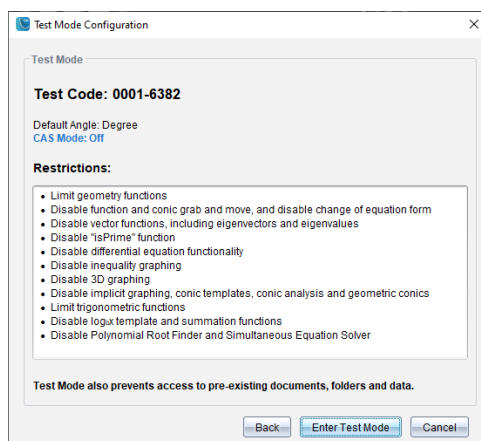 Test Mode Configuration
Test Mode
Test Code: 0001-6382
Default Angle: Degree
CAS Mode: Off
Restrictions:
• Limit geometry functions
• Disable function and conic grab and move, and disable change of equation form
• Disable vector functions, including eigenvectors and eigenvalues
• Disable "isPrime" function
• Disable differential equation functionality
• Disable inequality graphing
• Disable 3D graphing
• Disable implicit graphing, conic templates, conic analysis and geometric conics
• Limit trigonometric functions
• Disable logbx template and summation functions
• Disable Polynomial Root Finder and Simultaneous Equation Solver
Test Mode also prevents access to pre-existing documents, folders and data.
Back Enter Test Mode Cancel